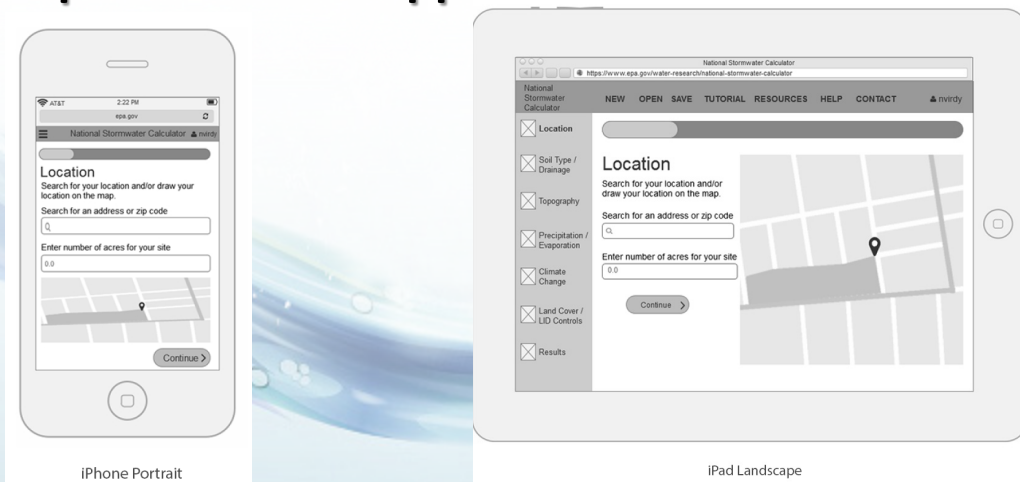 AT&T 2:22 PM
epa.gov
National Stormwater Calculator nvirdy
Location
Search for your location and/or draw your
location on the map.
Search for an address or zip code
Enter number of acres for your site
0.0
Continue >
iPhone Portrait
National Stormwater Calculator
https://www.epa.gov/water-research/national-stormwater-calculator
National
Stormwater
Calculator
NEW OPEN SAVE TUTORIAL RESOURCES HELP CONTACT nvirdy
Location
Soil Type /
Drainage
Topography
Precipitation /
Evaporation
Climate
Change
Land Cover /
LID Controls
Results
Location
Search for your location and/or
draw your location on the map.
Search for an address or zip code
Enter number of acres for your site
0.0
Continue >
iPad Landscape